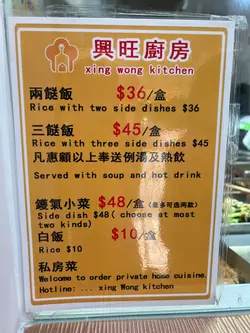 興旺廚房
xing wong kitchen
兩餸飯 $36/盒
Rice with two side dishes $36
三餸飯 $45/盒
Rice with three side dishes $45
凡惠顧以上奉送例湯及熱飲
Served with soup and hot drink
鑊氣小菜 $48/盒(最多可选两款)
Side dish $48( choose at most
two kinds)
白飯 $10/盒
Rice $10
私房菜
Welcome to order private home cuisine.
Hotline: ... xing Wong kitchen